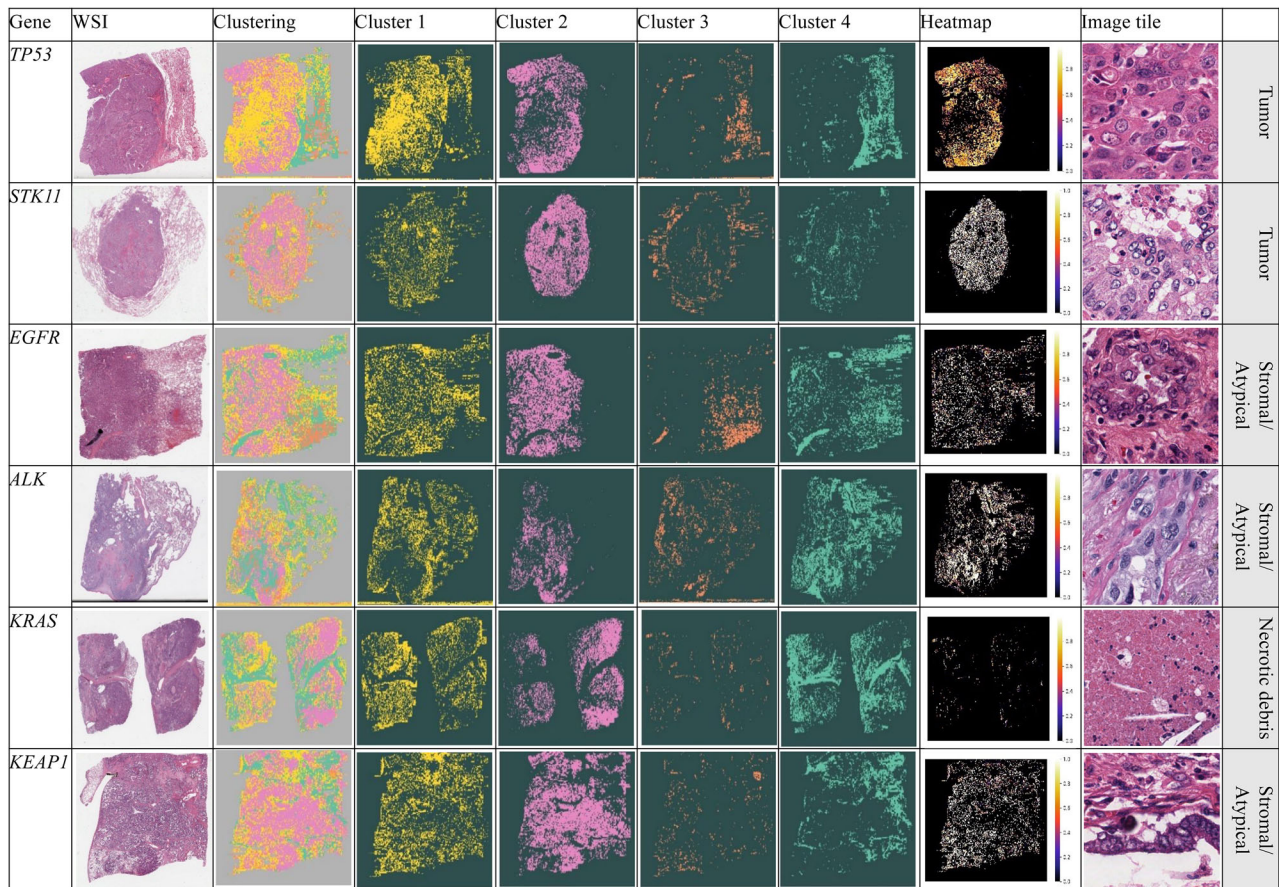 Gene WSI Clustering Cluster 1 Cluster 2 Cluster 3 Cluster 4 Heatmap Image tile
TP53
Tumor
STK11
Tumor
EGFR
Stromal/
Atypical
ALK
Stromal/
Atypical
KRAS
Necrotic debris
KEAP1
Stromal/
Atypical